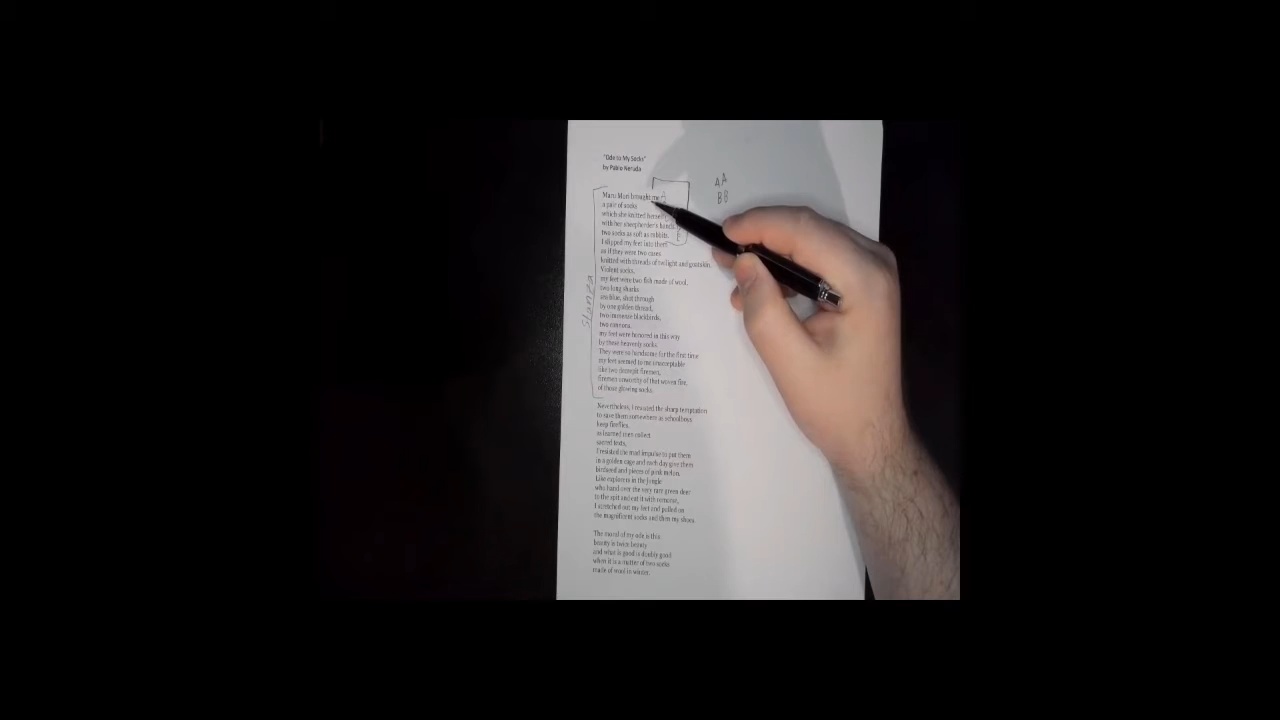 "Ode to My Socks"
by Pablo Neruda
Maru Mori brought me A
a pair of socks
which she knitted herself
with her sheepherder's hands,
two socks as soft as rabbits.
I slipped my feet into them
as if they were two cases
knitted with threads of twilight and goatskin.
Violent socks,
my feet were two fish made of wool,
two long sharks
sea blue, shot through
by one golden thread,
two immense blackbirds,
two cannons,
my feet were honored in this way
by these heavenly socks.
They were so handsome for the first time
my feet seemed to me unacceptable
like two decrepit firemen,
firemen unworthy of that woven fire,
of those glowing socks.
Nevertheless, I resisted the sharp temptation
to save them somewhere as schoolboys
keep fireflies,
as learned men collect
sacred texts,
I resisted the mad impulse to put them
in a golden cage and each day give them
birdseed and pieces of pink melon.
Like explorers in the jungle
who hand over the very rare green deer
to the spit and eat it with remorse,
I stretched out my feet and pulled on
the magnificent socks and then my shoes.
The moral of my ode is this:
beauty is twice beauty
and what is good is doubly good
when it is a matter of two socks
made of wool in winter.
Stanza
AA
BB